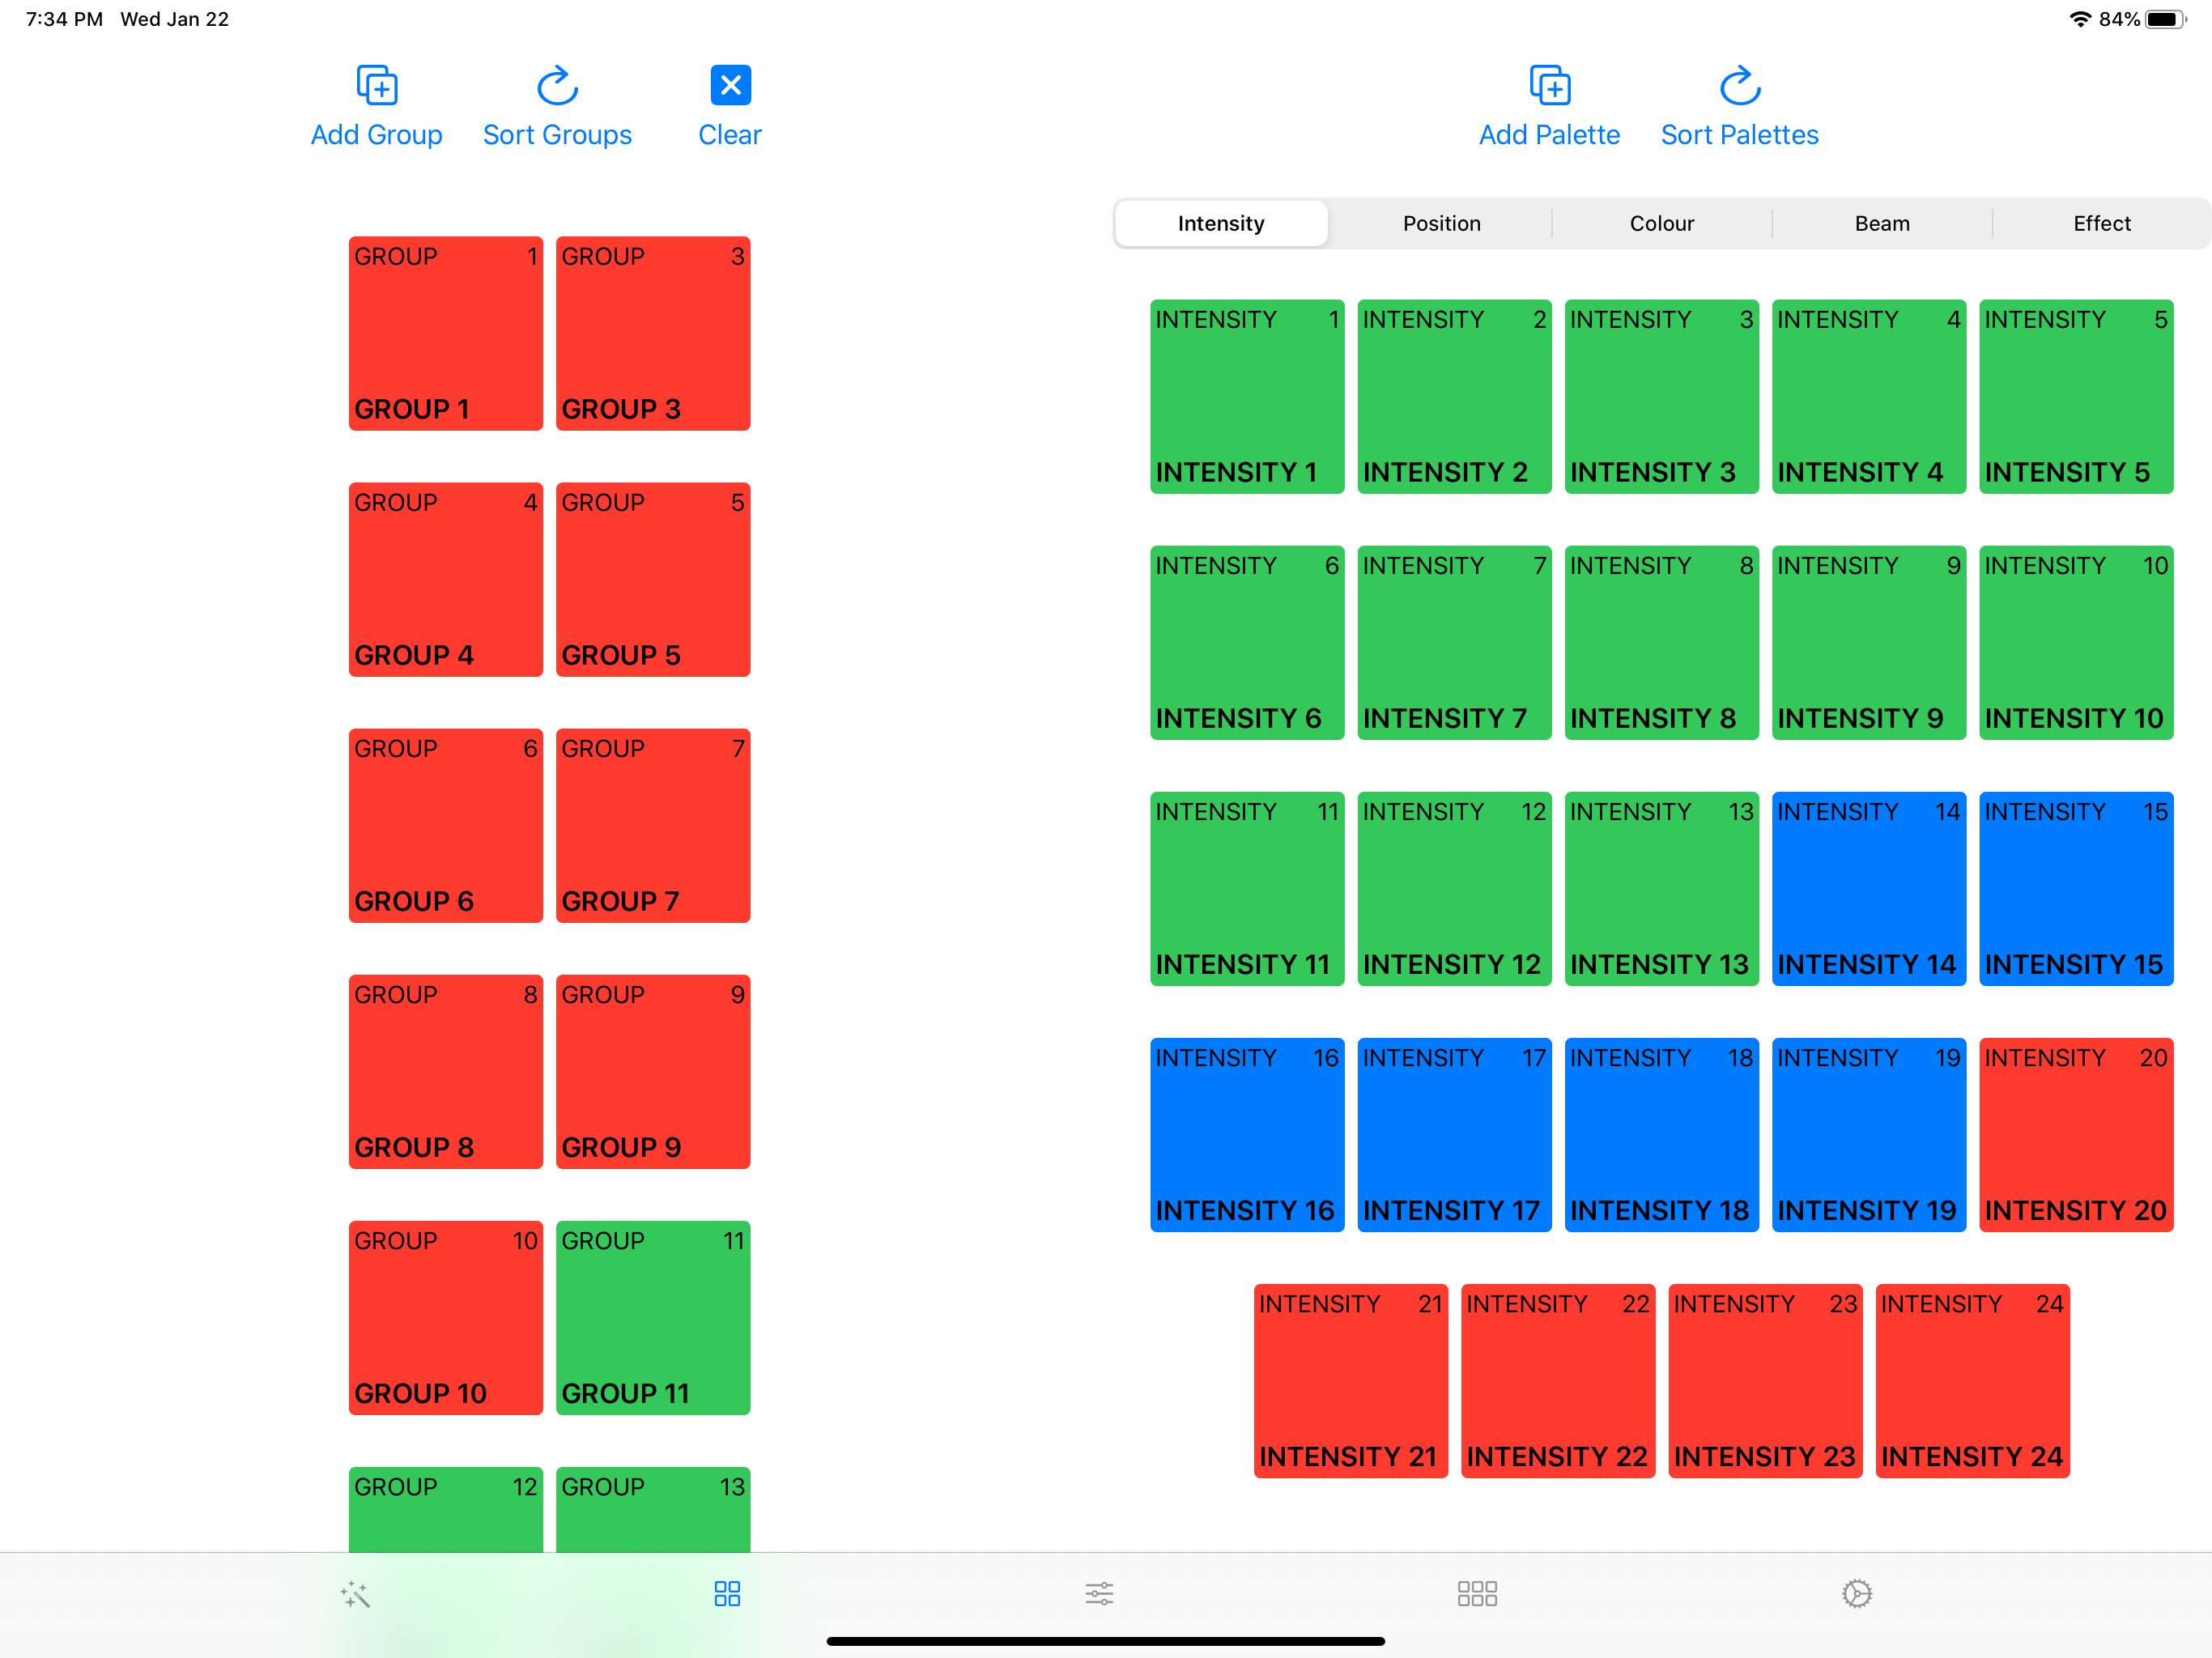 7:34 PM Wed Jan 22
84%
Add Group Sort Groups Clear
Add Palette Sort Palettes
Intensity Position Colour Beam Effect
GROUP 1 GROUP 3
GROUP 1 GROUP 3
GROUP 4 GROUP 5
GROUP 4 GROUP 5
GROUP 6 GROUP 7
GROUP 6 GROUP 7
GROUP 8 GROUP 9
GROUP 8 GROUP 9
GROUP 10 GROUP 11
GROUP 10 GROUP 11
GROUP 12 GROUP 13
INTENSITY 1 INTENSITY 2 INTENSITY 3 INTENSITY 4 INTENSITY 5
INTENSITY 1 INTENSITY 2 INTENSITY 3 INTENSITY 4 INTENSITY 5
INTENSITY 6 INTENSITY 7 INTENSITY 8 INTENSITY 9 INTENSITY 10
INTENSITY 6 INTENSITY 7 INTENSITY 8 INTENSITY 9 INTENSITY 10
INTENSITY 11 INTENSITY 12 INTENSITY 13 INTENSITY 14 INTENSITY 15
INTENSITY 11 INTENSITY 12 INTENSITY 13 INTENSITY 14 INTENSITY 15
INTENSITY 16 INTENSITY 17 INTENSITY 18 INTENSITY 19 INTENSITY 20
INTENSITY 16 INTENSITY 17 INTENSITY 18 INTENSITY 19 INTENSITY 20
INTENSITY 21 INTENSITY 22 INTENSITY 23 INTENSITY 24
INTENSITY 21 INTENSITY 22 INTENSITY 23 INTENSITY 24